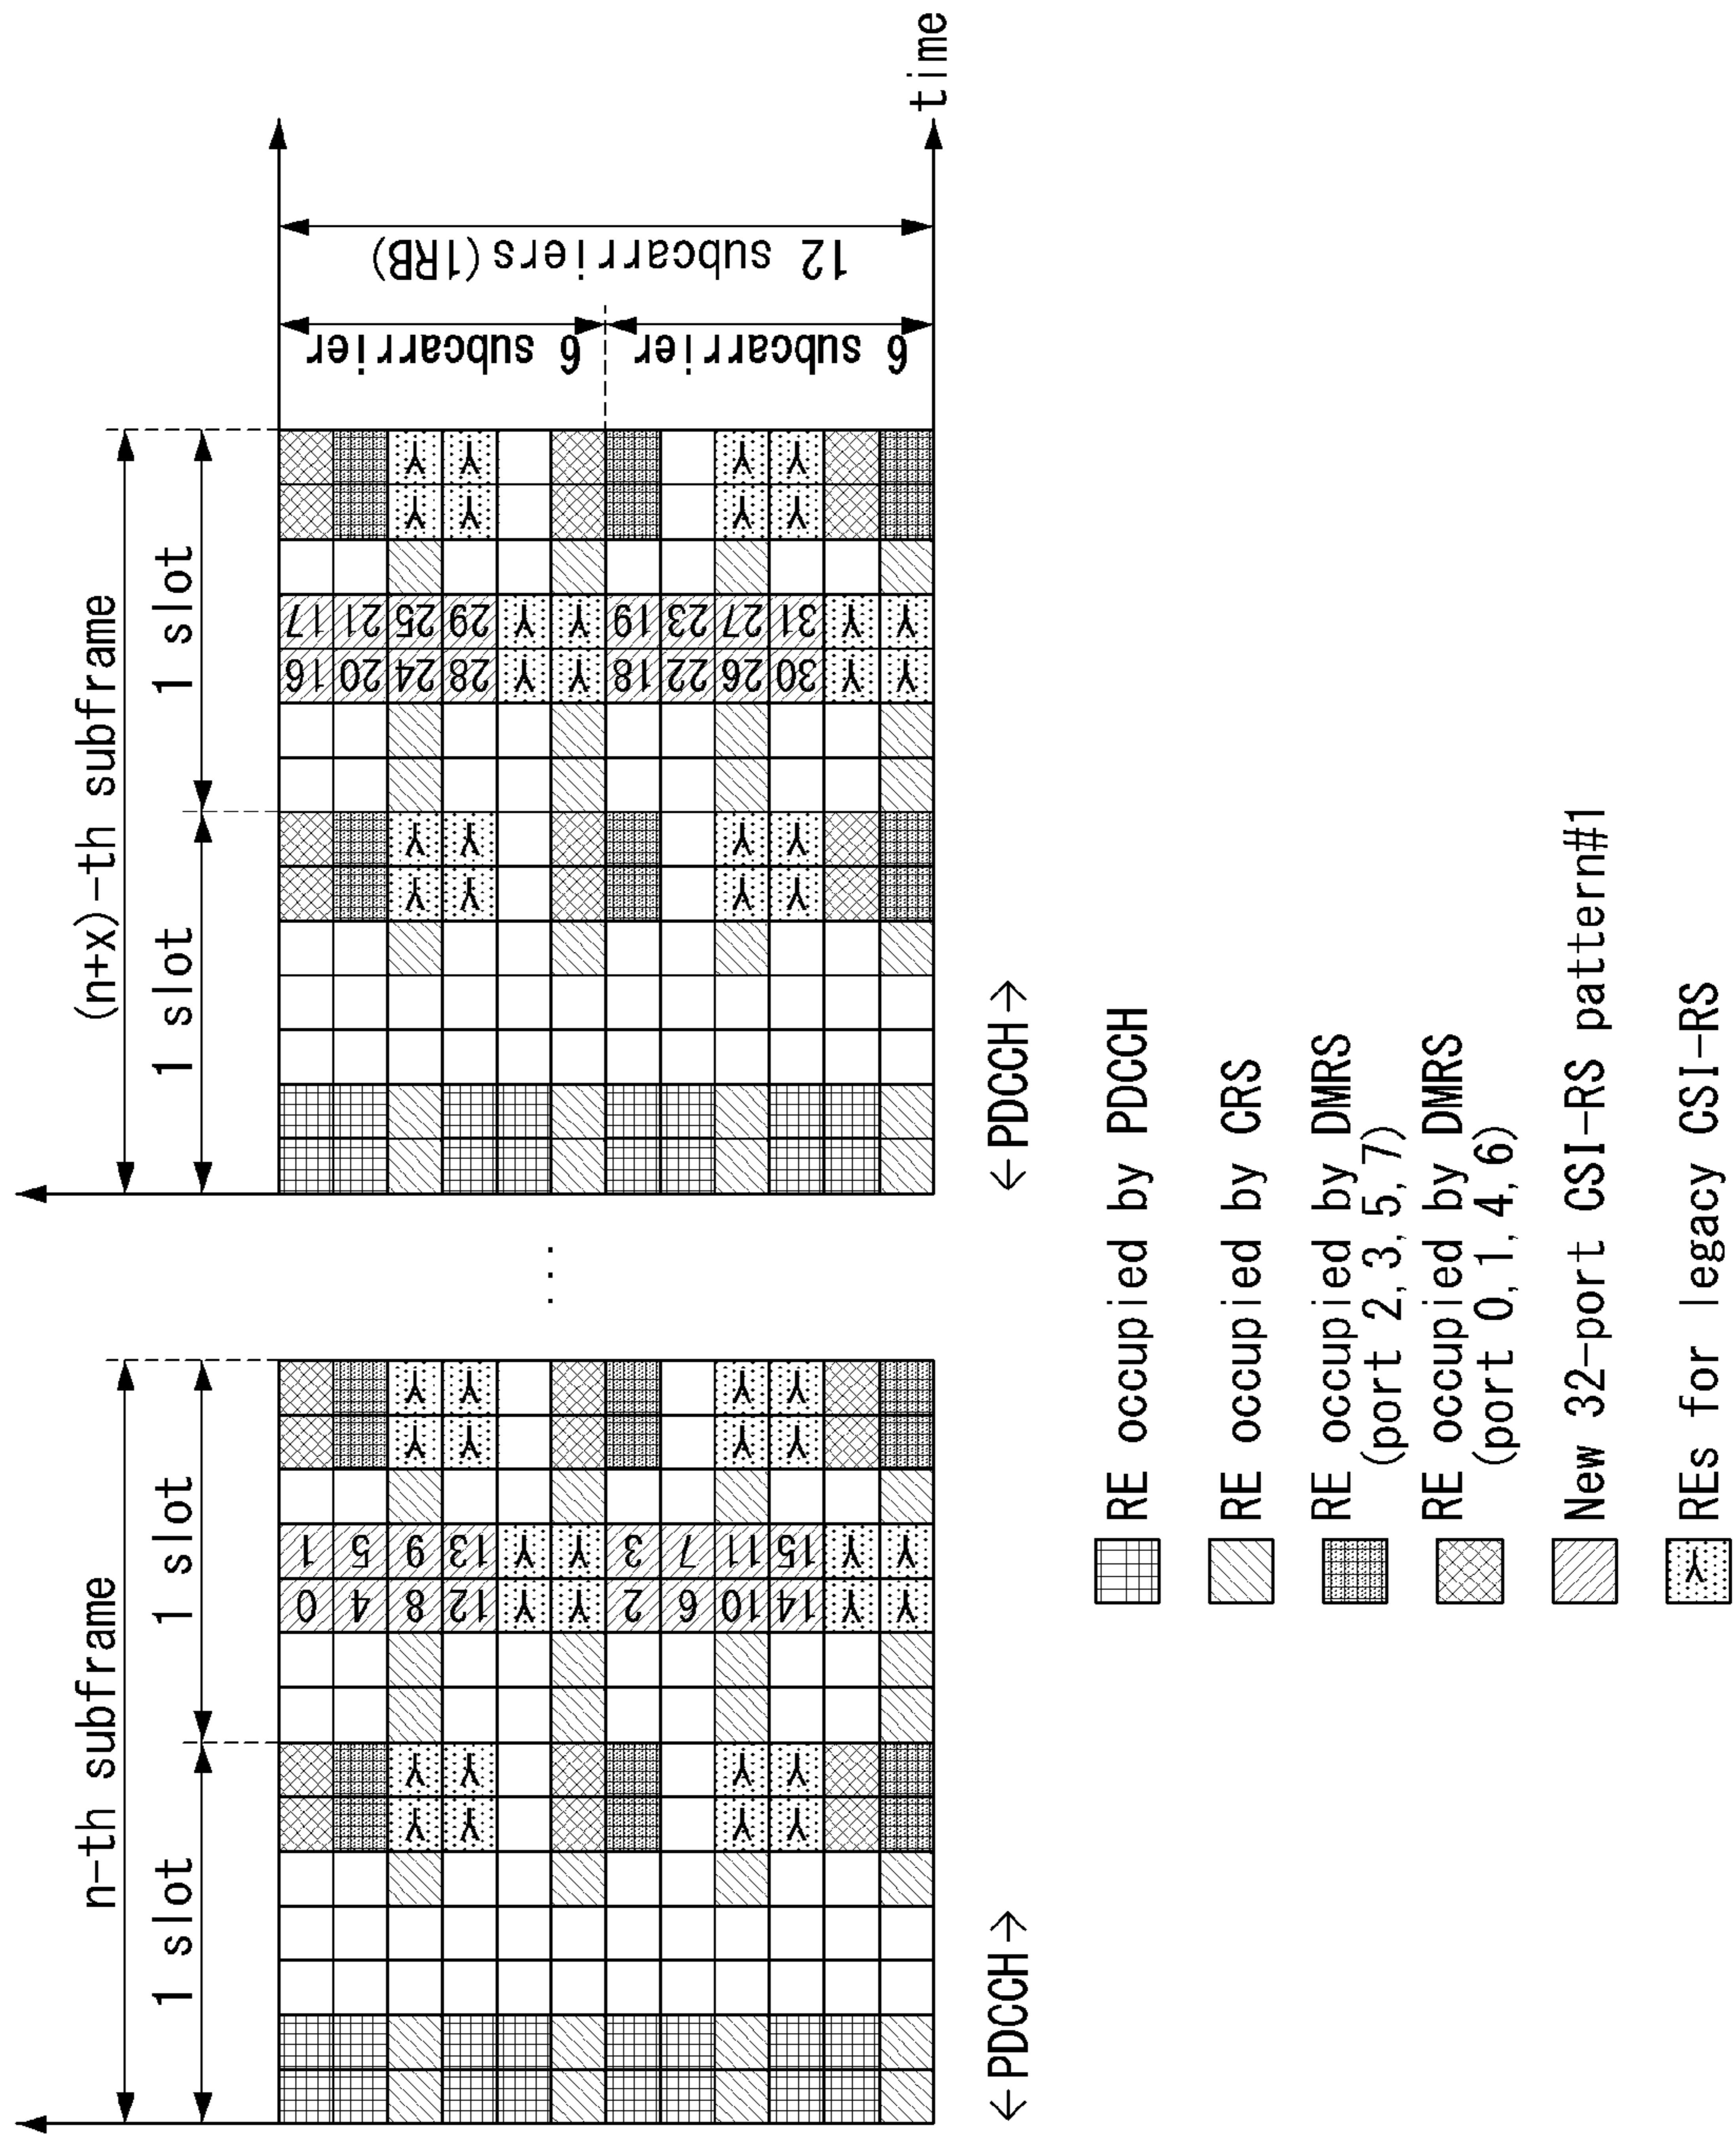 n-th subframe
(n+x)-th subframe
1 slot
1 slot
1 slot
1 slot
0 1 16 17
4 5 20 21
Y Y 8 9 Y Y Y Y 24 25 Y Y
Y Y 12 13 Y Y Y Y 28 29 Y Y
Y Y Y Y
Y Y Y Y
2 3 18 19
6 7 22 23
Y Y 10 11 Y Y Y Y 26 27 Y Y
Y Y 14 15 Y Y Y Y 30 31 Y Y
Y Y Y Y
Y Y Y Y
...
6 subcarrier
6 subcarrier
12 subcarriers(1RB)
time
←PDCCH→
←PDCCH→
RE occupied by PDCCH
RE occupied by CRS
RE occupied by DMRS
(port 2,3,5,7)
RE occupied by DMRS
(port 0,1,4,6)
New 32-port CSI-RS pattern#1
Y REs for legacy CSI-RS